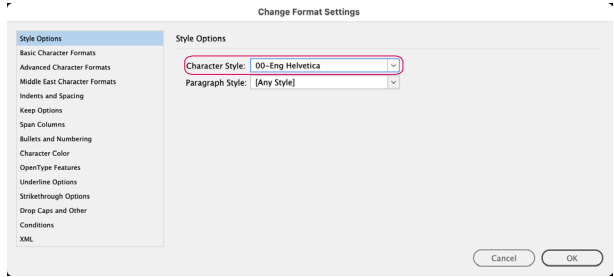 Change Format Settings
Style Options
Basic Character Formats
Advanced Character Formats
Middle East Character Formats
Indents and Spacing
Keep Options
Span Columns
Bullets and Numbering
Character Color
OpenType Features
Underline Options
Strikethrough Options
Drop Caps and Other
Conditions
XML
Style Options
Character Style: 00-Eng Helvetica
Paragraph Style: [Any Style]
Cancel OK